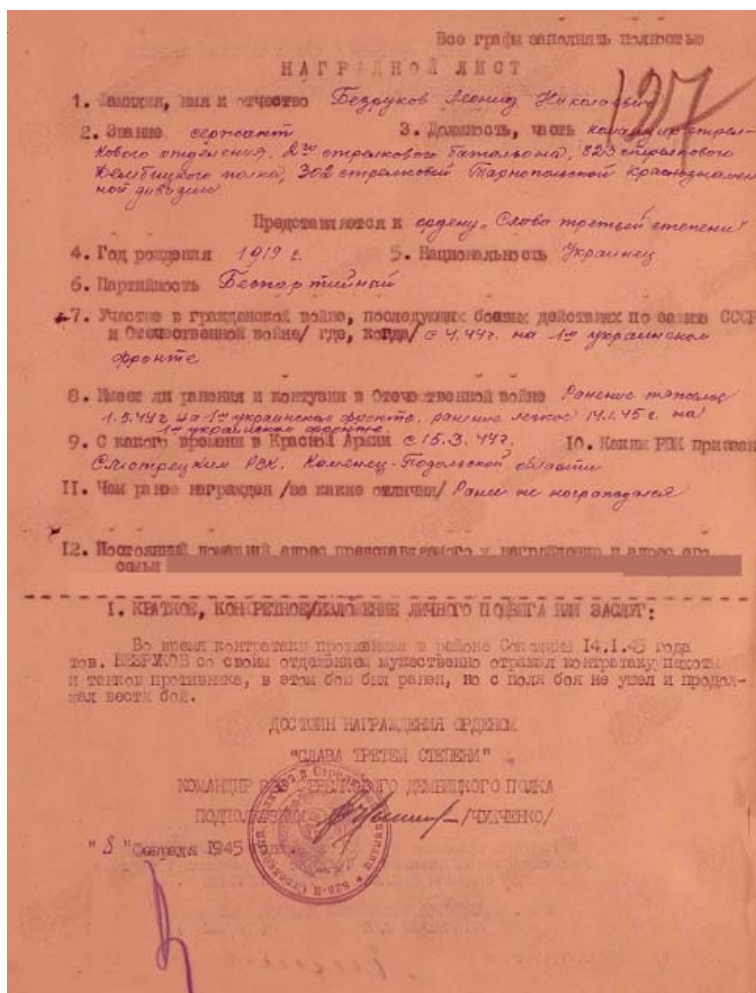 Все графы заполнять полностью
НАГРАДНОЙ ЛИСТ
127
1. Фамилия, имя и отчество Безруков Леонид Николаевич
2. Звание сержант 3. Должность, часть командир стрел-
кового отделения, 2го стрелкового батальона, 823 стрелкового
Дембицкого полка, 302 стрелковой Тарнопольской Краснознамен
ной дивизии
Представляется к ордену „Слава третьей степени"
4. Год рождения 1919 г. 5. Национальность Украинец
6. Партийность Беспартийный
7. Участие в гражданской войне, последующих боевых действиях по защите СССР
и Отечественной войне/ где, когда/ с 4.44г. на 1м украинском
фронте
8. Имеет ли ранения и контузии в Отечественной войне Ранение тяжелое
1.5.44г. на 1м украинском фронте. ранение легкое 14.1.45 г. на
1м украинском фронте.
9. С какого времени в Красной Армии с 15.3.44г. 10. Каким РВК призван
Смотрецким РВК. Каменец-Подольской области
11. Чем ранее награжден /за какие отличия/ Ранее не награждался
12. Постоянный домашний адрес представляемого к награждению и адрес его
семьи
I. КРАТКОЕ, КОНКРЕТНОЕ/ИЗЛОЖЕНИЕ ЛИЧНОГО ПОДВИГА ИЛИ ЗАСЛУГ:
Во время контратаки противника в районе 14.I.45 года
тов. БЕЗРУКОВ со своим отделением мужественно отражал контратаку пехоты
и танков противника, в этом бою был ранен, но с поля боя не ушел и продол-
жал вести бой.
ДОСТОИН НАГРАЖДЕНИЯ ОРДЕНОМ
"СЛАВА ТРЕТЕЙ СТЕПЕНИ"
КОМАНДИР 823 СТРЕЛКОВОГО ДЕМБИЦКОГО ПОЛКА
ПОДПОЛКОВНИК /ЧУДЧЕНКО/
"8" Февраля 1945